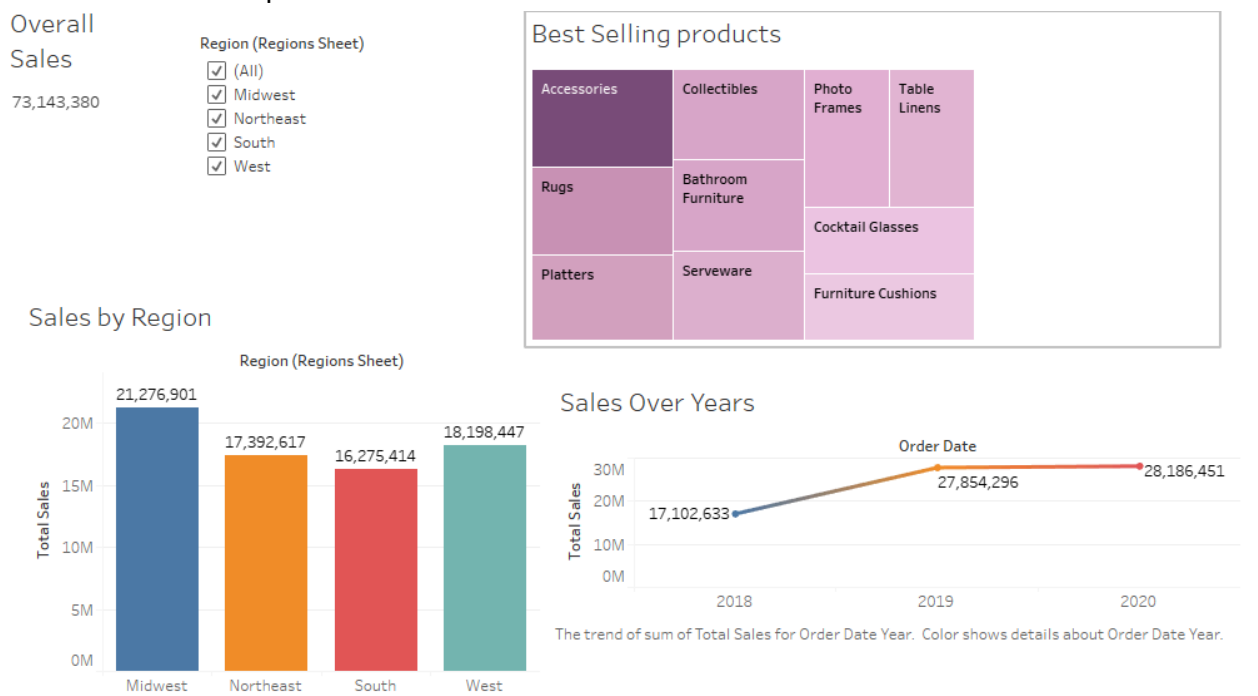 Overall
Sales
73,143,380
Region (Regions Sheet)
(All)
Midwest
Northeast
South
West
Best Selling products
Accessories
Rugs
Platters
Collectibles
Bathroom
Furniture
Serveware
Photo
Frames
Table
Linens
Cocktail Glasses
Furniture Cushions
Sales by Region
Region (Regions Sheet)
Total Sales
20M
15M
10M
5M
0M
21,276,901
17,392,617
16,275,414
18,198,447
Midwest
Northeast
South
West
Sales Over Years
Order Date
Total Sales
30M
20M
10M
0M
17,102,633
27,854,296
28,186,451
2018
2019
2020
The trend of sum of Total Sales for Order Date Year. Color shows details about Order Date Year.